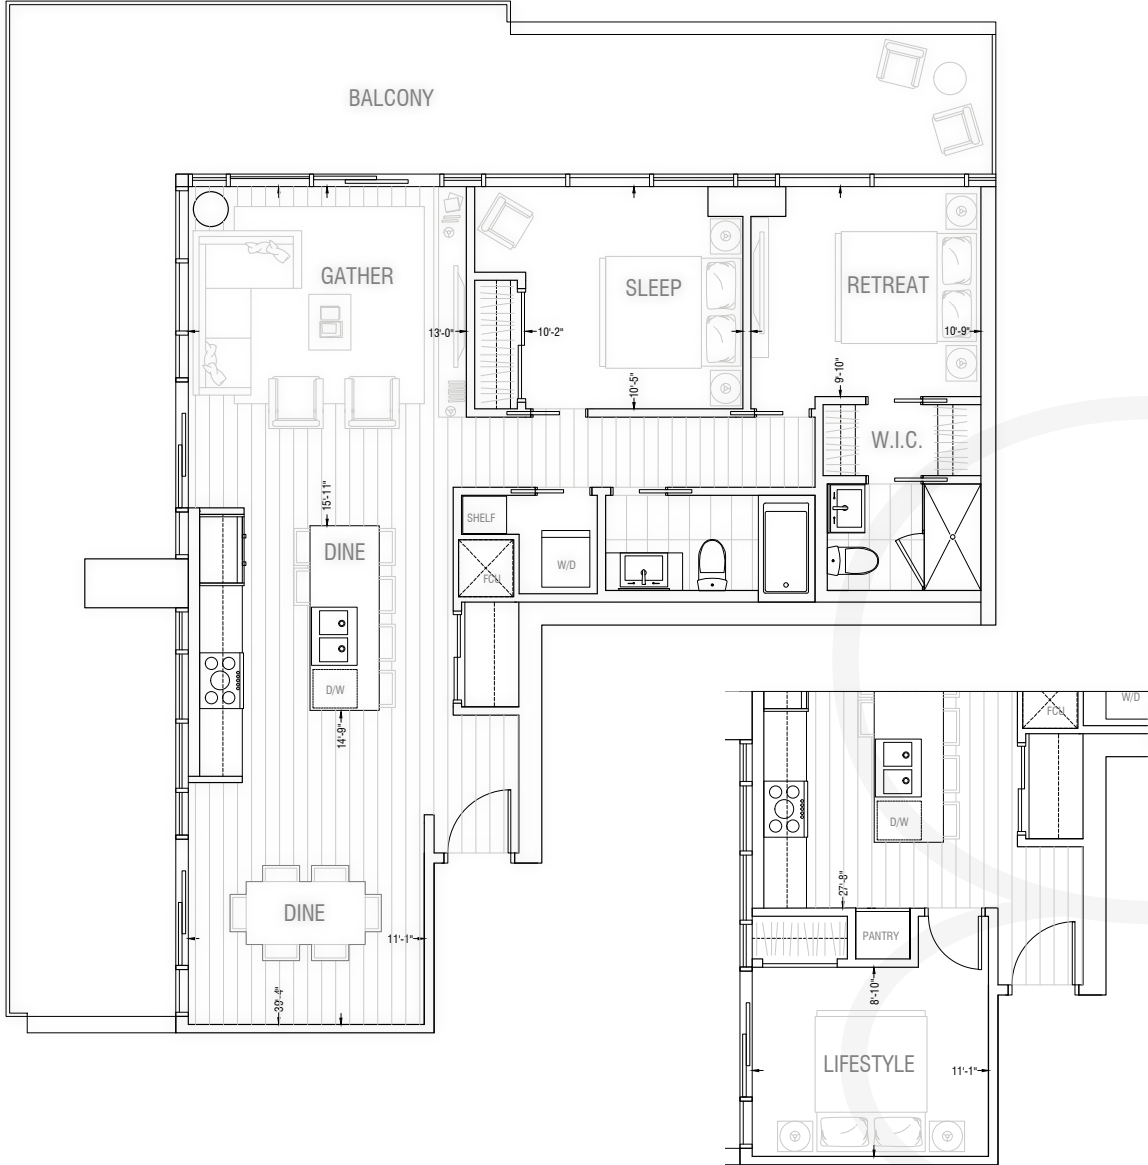 BALCONY
GATHER
SLEEP
RETREAT
13'-0"
10'-2"
10'-9"
10'-5"
9'-10"
W.I.C.
15'-11"
SHELF
DINE
FCU
W/D
D/W
14'-9"
W/D
FCU
D/W
27'-8"
DINE
11'-1"
PANTRY
39'-4"
8'-10"
LIFESTYLE
11'-1"